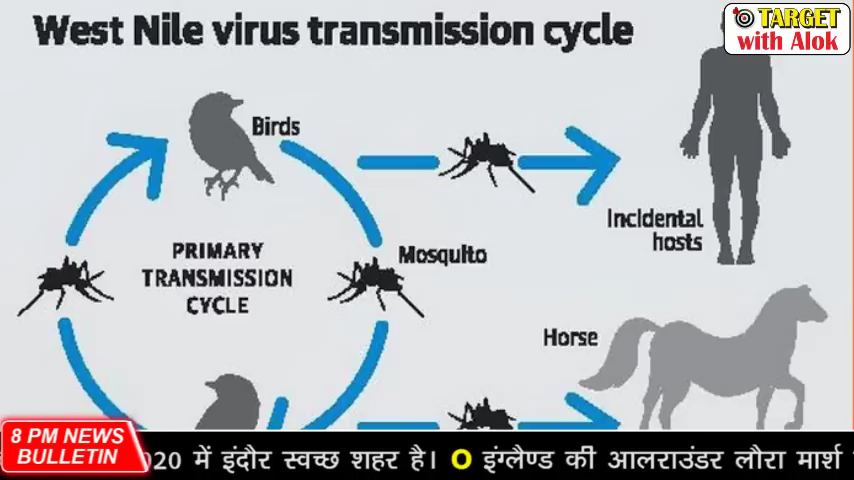 West Nile virus transmission cycle
TARGET
with Alok
Birds
Incidental
hosts
PRIMARY
TRANSMISSION
CYCLE
Mosquito
Horse
8 PM NEWS
BULLETIN
020 में इंदौर स्वच्छ शहर है। O इंग्लैण्ड की आलराउंडर लौरा मार्श